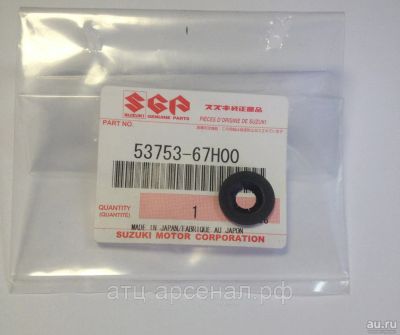 SGP スズキ純正部品
SUZUKI GENUINE PARTS PIÈCES D'ORIGINE DE SUZUKI
PART NO.
53753-67H00
QUANTITY
(QUANTITÉ) 1
MADE IN JAPAN/FABRIQUÉ AU JAPON
SUZUKI MOTOR CORPORATION
атц-арсенал.рф
au.ru